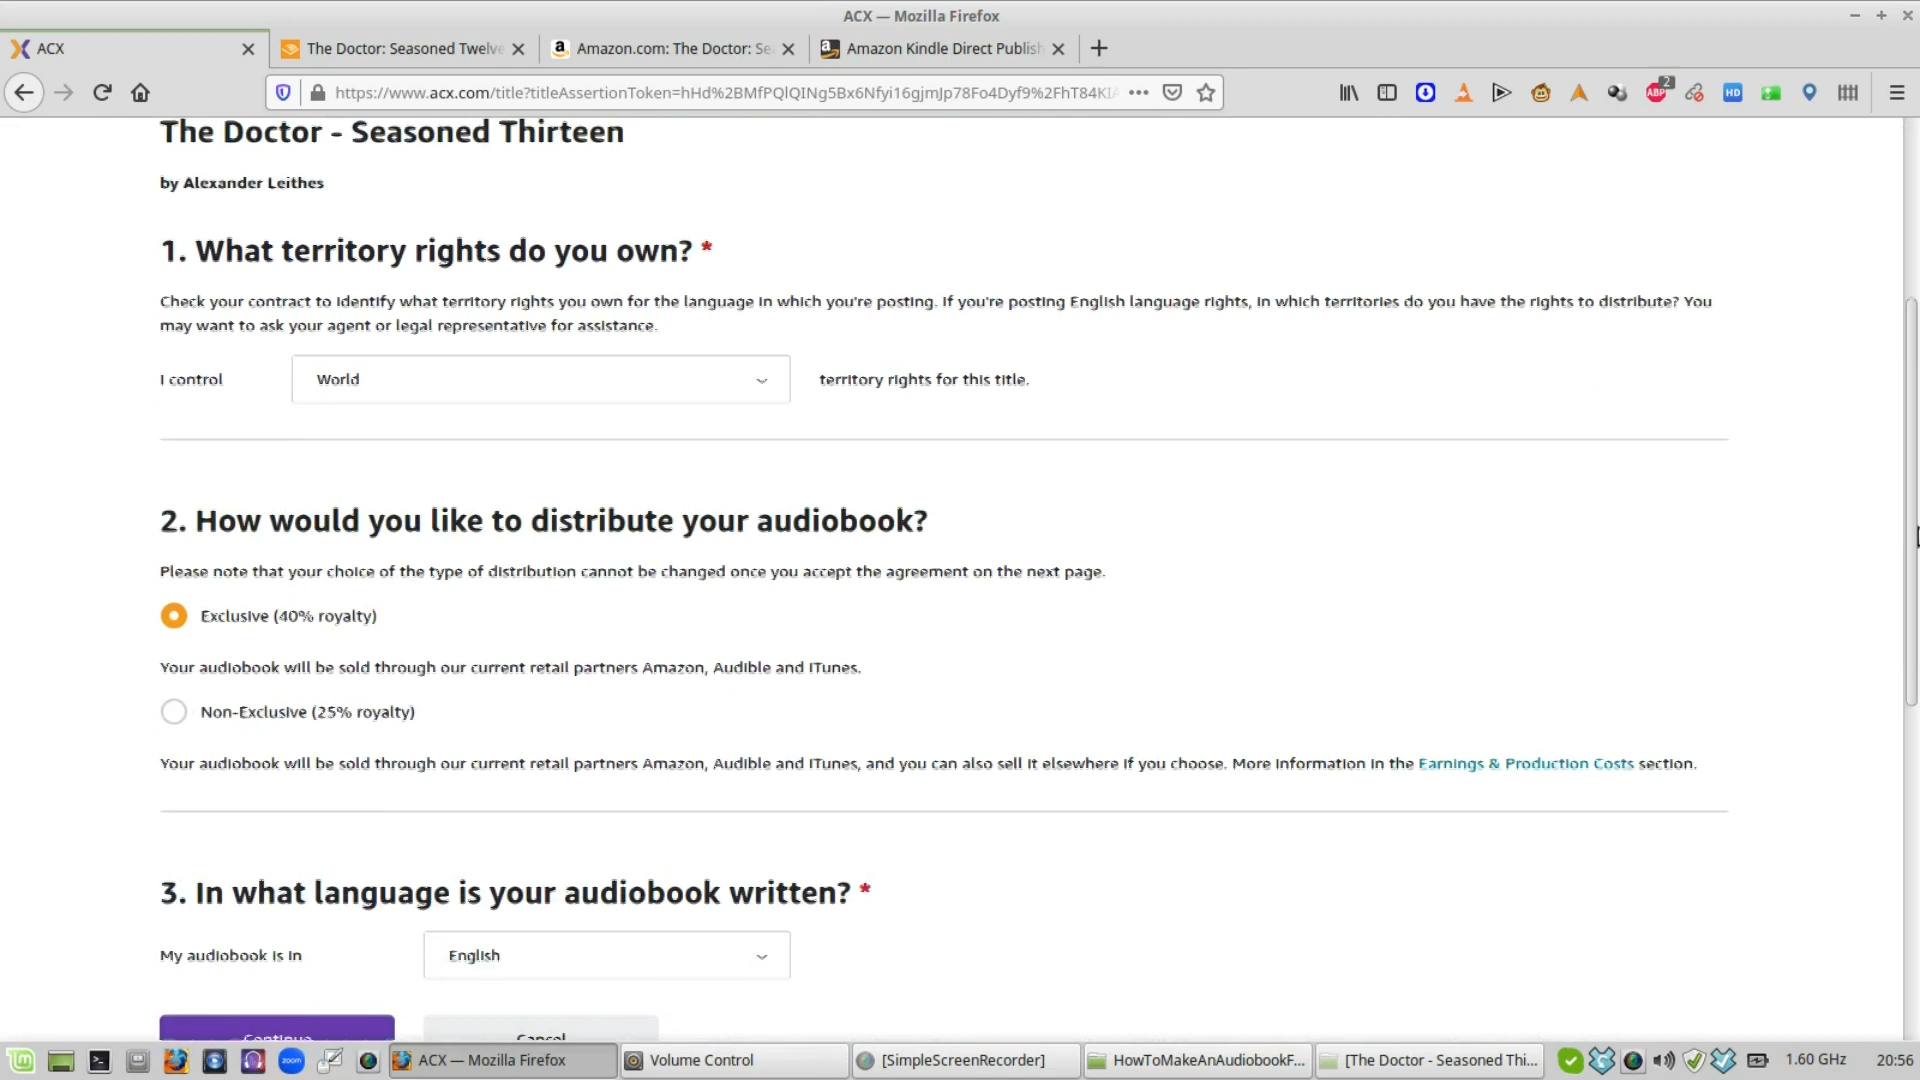 ACX — Mozilla Firefox
ACX
The Doctor: Seasoned Twelve
Amazon.com: The Doctor: Se
Amazon Kindle Direct Publish
https://www.acx.com/title?titleAssertionToken=hHd%2BMfPQlQINg5Bx6Nfyi16gjmJp78Fo4Dyf9%2FhT84KIA
2
ABP
HD
The Doctor - Seasoned Thirteen
by Alexander Leithes
1. What territory rights do you own? *
Check your contract to identify what territory rights you own for the language in which you're posting. If you're posting English language rights, in which territories do you have the rights to distribute? You
may want to ask your agent or legal representative for assistance.
I control World territory rights for this title.
2. How would you like to distribute your audiobook?
Please note that your choice of the type of distribution cannot be changed once you accept the agreement on the next page.
Exclusive (40% royalty)
Your audiobook will be sold through our current retail partners Amazon, Audible and iTunes.
Non-Exclusive (25% royalty)
Your audiobook will be sold through our current retail partners Amazon, Audible and iTunes, and you can also sell it elsewhere if you choose. More information in the Earnings & Production Costs section.
3. In what language is your audiobook written? *
My audiobook is in English
Continue Cancel
zoom
ACX — Mozilla Firefox
Volume Control
[SimpleScreenRecorder]
HowToMakeAnAudiobookF...
[The Doctor - Seasoned Thi...
1.60 GHz
20:56